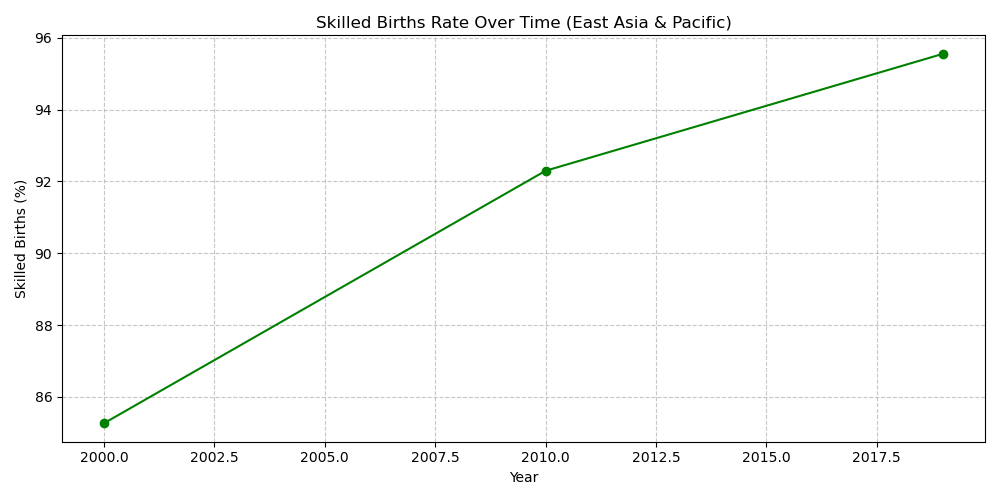 Skilled Births Rate Over Time (East Asia & Pacific)
96
94
92
90
88
86
Skilled Births (%)
2000.0 2002.5 2005.0 2007.5 2010.0 2012.5 2015.0 2017.5
Year